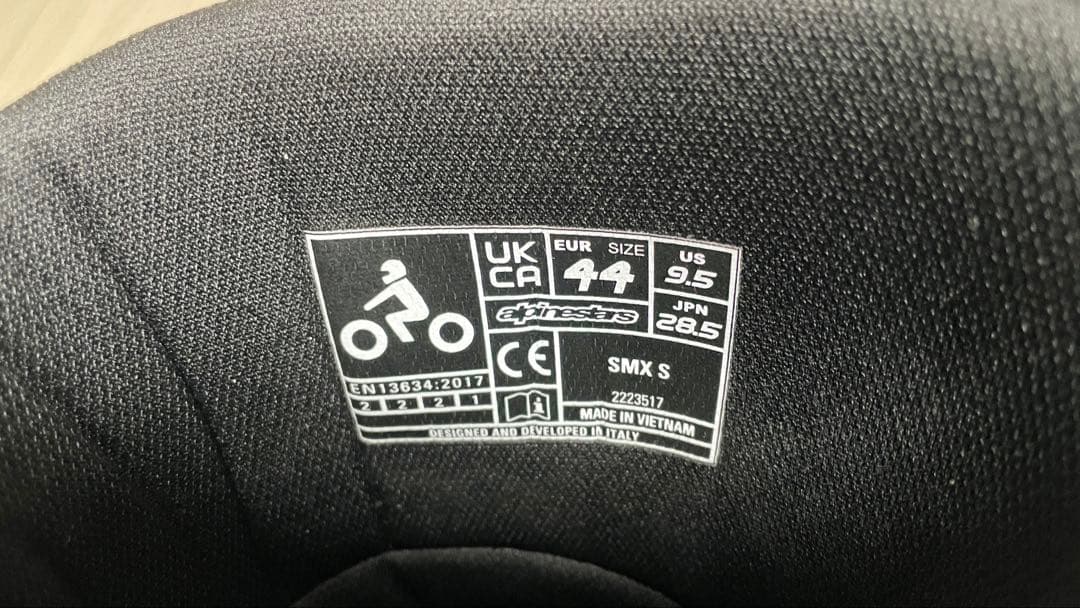 UK
CA
EUR SIZE
44
US
9.5
alpinestars
JPN
28.5
CE
SMX S
2223517
EN13634:2017
2 2 2 1
i
MADE IN VIETNAM
DESIGNED AND DEVELOPED IN ITALY